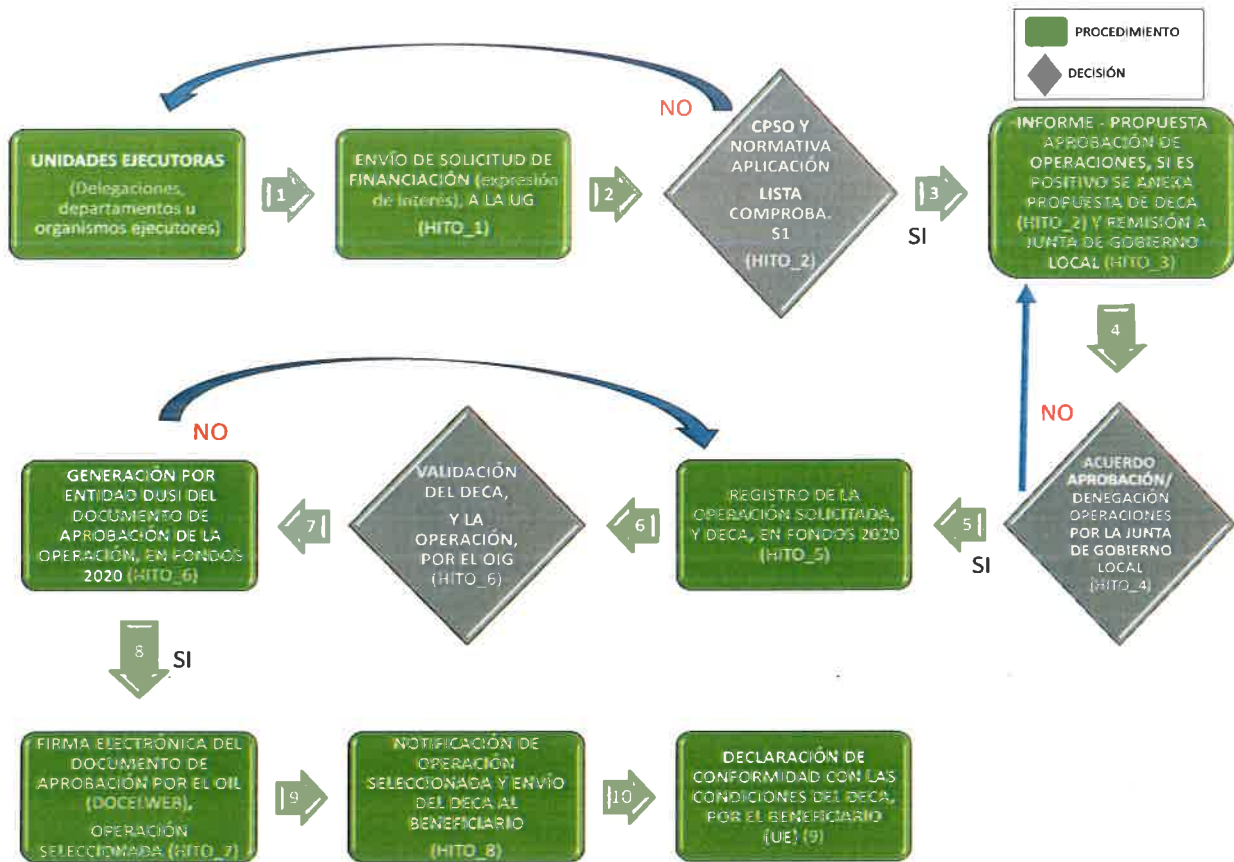 PROCEDIMIENTO
DECISIÓN
NO
UNIDADES EJECUTORAS
(Delegaciones,
departamentos u
organismos ejecutores)
1
ENVÍO DE SOLICITUD DE
FINANCIACIÓN (expresión
de interés), A LA UG
(HITO_1)
2
CPSO Y
NORMATIVA
APLICACIÓN
LISTA
COMPROBA.
S1
(HITO_2)
3
SI
INFORME - PROPUESTA
APROBACIÓN DE
OPERACIONES, SI ES
POSITIVO SE ANEXA
PROPUESTA DE DECA
(HITO_2) Y REMISIÓN A
JUNTA DE GOBIERNO
LOCAL (HITO_3)
4
NO
ACUERDO
APROBACIÓN/
DENEGACIÓN
OPERACIONES
POR LA JUNTA
DE GOBIERNO
LOCAL
(HITO_4)
5
SI
REGISTRO DE LA
OPERACIÓN SOLICITADA,
Y DECA, EN FONDOS 2020
(HITO_5)
6
VALIDACIÓN
DEL DECA,
Y LA
OPERACIÓN,
POR EL OIG
(HITO_6)
7
NO
GENERACIÓN POR
ENTIDAD DUSI DEL
DOCUMENTO DE
APROBACIÓN DE LA
OPERACIÓN, EN FONDOS
2020 (HITO_6)
8
SI
FIRMA ELECTRÓNICA DEL
DOCUMENTO DE
APROBACIÓN POR EL OIL
(DOCELWEB),
OPERACIÓN
SELECCIONADA (HITO_7)
9
NOTIFICACIÓN DE
OPERACIÓN
SELECCIONADA Y ENVÍO
DEL DECA AL
BENEFICIARIO
(HITO_8)
10
DECLARACIÓN DE
CONFORMIDAD CON LAS
CONDICIONES DEL DECA,
POR EL BENEFICIARIO
(UE) (9)